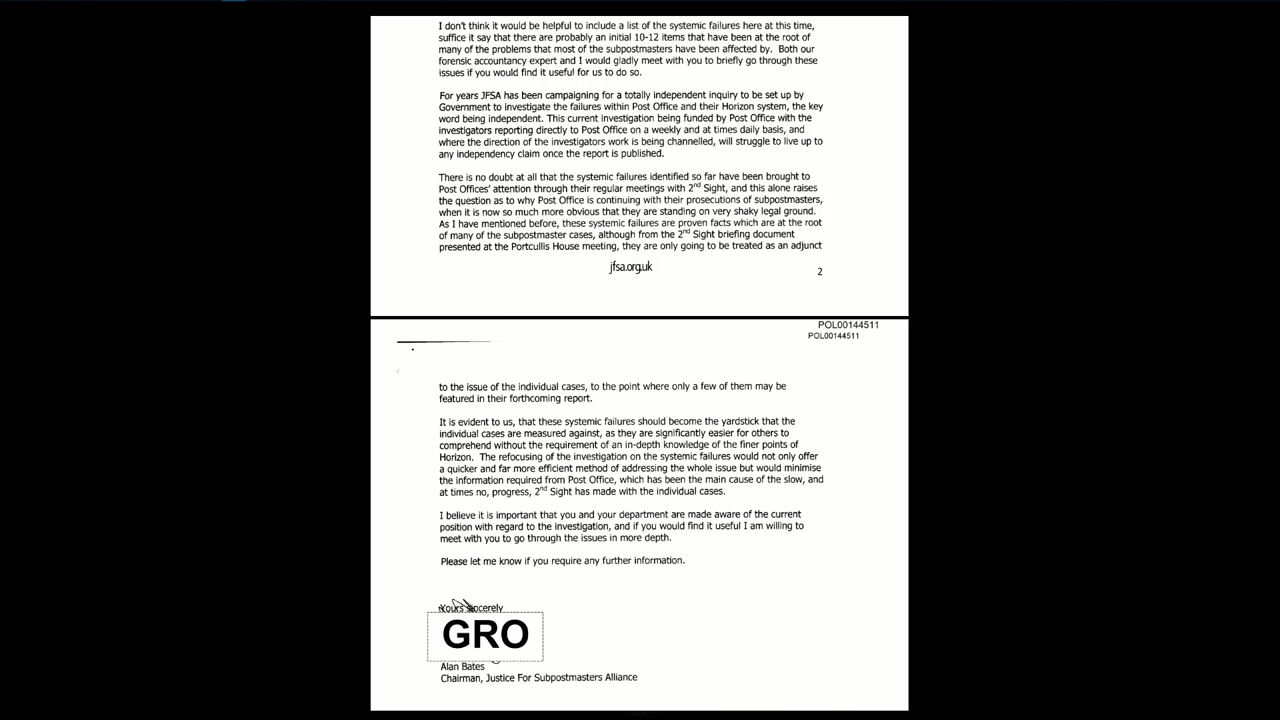 I don't think it would be helpful to include a list of the systemic failures here at this time,
suffice it say that there are probably an initial 10-12 items that have been at the root of
many of the problems that most of the subpostmasters have been affected by. Both our
forensic accountancy expert and I would gladly meet with you to briefly go through these
issues if you would find it useful for us to do so.
For years JFSA has been campaigning for a totally independent inquiry to be set up by
Government to investigate the failures within Post Office and their Horizon system, the key
word being independent. This current investigation being funded by Post Office with the
investigators reporting directly to Post Office on a weekly and at times daily basis, and
where the direction of the investigators work is being channelled, will struggle to live up to
any independency claim once the report is published.
There is no doubt at all that the systemic failures identified so far have been brought to
Post Offices' attention through their regular meetings with 2nd Sight, and this alone raises
the question as to why Post Office is continuing with their prosecutions of subpostmasters,
when it is now so much more obvious that they are standing on very shaky legal ground.
As I have mentioned before, these systemic failures are proven facts which are at the root
of many of the subpostmaster cases, although from the 2nd Sight briefing document
presented at the Portcullis House meeting, they are only going to be treated as an adjunct
jfsa.org.uk
2
POL00144511
POL00144511
to the issue of the individual cases, to the point where only a few of them may be
featured in their forthcoming report.
It is evident to us, that these systemic failures should become the yardstick that the
individual cases are measured against, as they are significantly easier for others to
comprehend without the requirement of an in-depth knowledge of the finer points of
Horizon. The refocusing of the investigation on the systemic failures would not only offer
a quicker and far more efficient method of addressing the whole issue but would minimise
the information required from Post Office, which has been the main cause of the slow, and
at times no, progress, 2nd Sight has made with the individual cases.
I believe it is important that you and your department are made aware of the current
position with regard to the investigation, and if you would find it useful I am willing to
meet with you to go through the issues in more depth.
Please let me know if you require any further information.
Yours sincerely
GRO
Alan Bates
Chairman, Justice For Subpostmasters Alliance